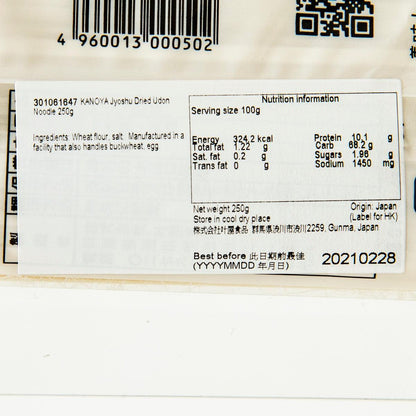 4 960013 000502
301061647 KANOYA Jyoshu Dried Udon
Noodle 250g
Ingredients: Wheat flour, salt. Manufactured in a
facility that also handles buckwheat, egg
Nutrition information
Serving size 100g
Energy 324.2 kcal Protein 10.1 g
Total fat 1.22 g Carb 68.2 g
Sat. fat 0.2 g Sugars 1.96 g
Trans fat 0 g Sodium 1450 mg
Net weight 250g Origin: Japan
Store in cool dry place (Label for HK)
株式会社叶屋食品 群馬県渋川市渋川2259, Gunma, Japan
Best before 此日期前最佳
(YYYYMMDD 年月日) 20210228